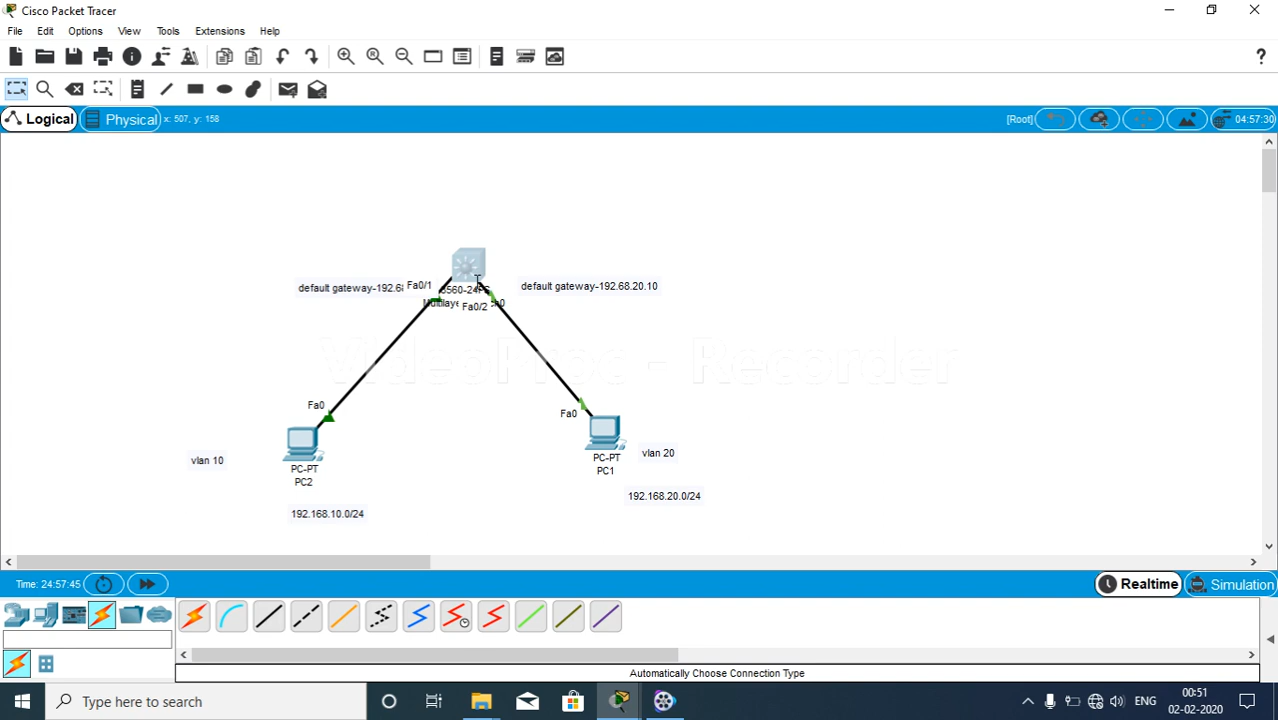 Cisco Packet Tracer
File Edit Options View Tools Extensions Help
?
Logical Physical x: 507, y: 158 [Root] 04:57:30
default gateway-192.6 Fa0/1 default gateway-192.68.20.10
Fa0/2
VideoProc - Recorder
Fa0
Fa0
vlan 10
PC-PT
PC2
PC-PT
PC1
vlan 20
192.168.20.0/24
192.168.10.0/24
Time: 24:57:45 Realtime Simulation
Automatically Choose Connection Type
Type here to search
ENG
00:51
02-02-2020